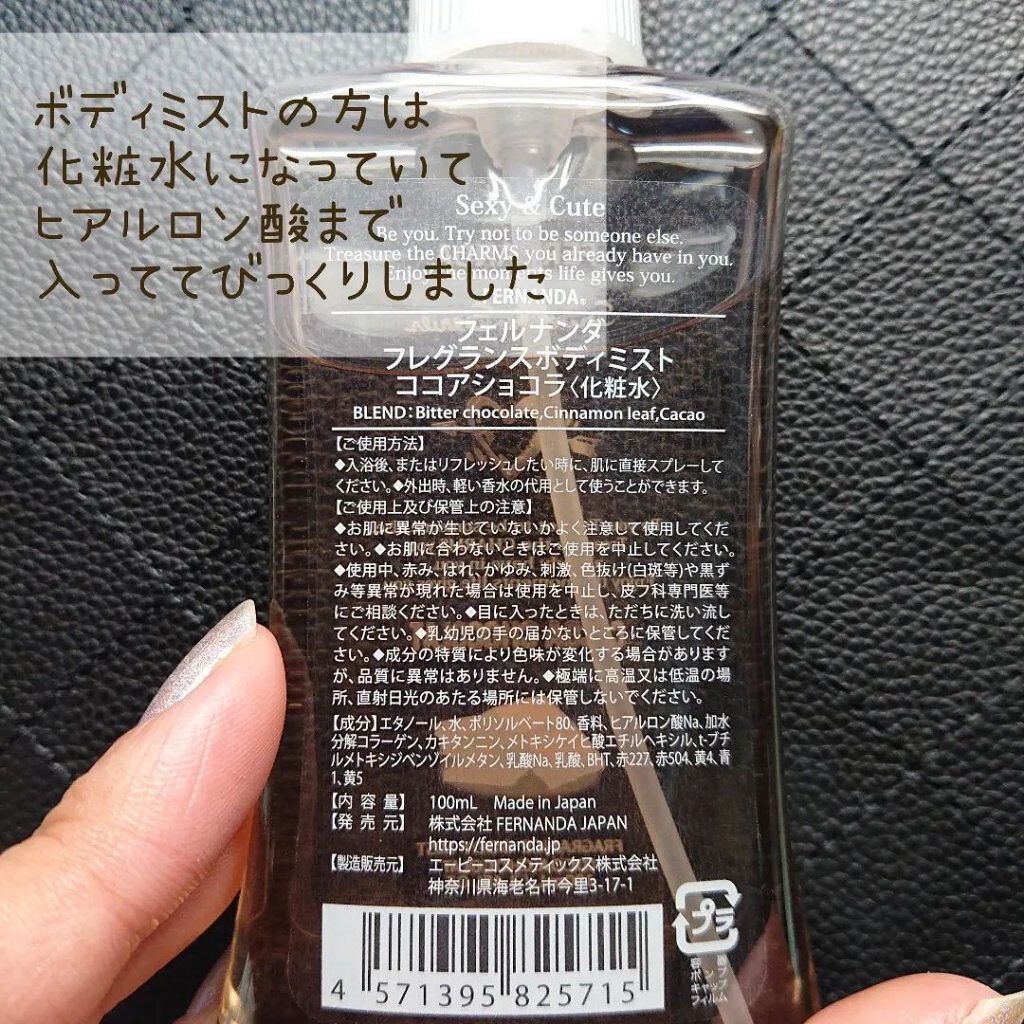 ボディミストの方は
化粧水になっていて
ヒアルロン酸まで
入っててびっくりしました
Sexy & Cute
Be you. Try not to be someone else.
Treasure the CHARMS you already have in you.
Enjoy the moments life gives you.
FERNANDA®
フェルナンダ
フレグランスボディミスト
ココアショコラ〈化粧水〉
BLEND:Bitter chocolate,Cinnamon leaf,Cacao
【ご使用方法】
◆入浴後、またはリフレッシュしたい時に、肌に直接スプレーして
ください。◆外出時、軽い香水の代用として使うことができます。
【ご使用上及び保管上の注意】
◆お肌に異常が生じていないかよく注意して使用してくだ
さい。◆お肌に合わないときはご使用を中止してください。
◆使用中、赤み、はれ、かゆみ、刺激、色抜け(白斑等)や黒ず
み等異常が現れた場合は使用を中止し、皮フ科専門医等
にご相談ください。◆目に入ったときは、ただちに洗い流し
てください。◆乳幼児の手の届かないところに保管してくだ
さい。◆成分の特質により色味が変化する場合があります
が、品質に異常はありません。◆極端に高温又は低温の場
所、直射日光のあたる場所には保管しないでください。
【成分】エタノール、水、ポリソルベート80、香料、ヒアルロン酸Na、加水
分解コラーゲン、カキタンニン、メトキシケイヒ酸エチルヘキシル、t-ブチ
ルメトキシジベンゾイルメタン、乳酸Na、乳酸、BHT、赤227、赤504、黄4、青
1、黄5
【内 容 量】 100mL Made in Japan
【発 売 元】 株式会社 FERNANDA JAPAN
https://fernanda.jp
【製造販売元】 エーピーコスメティックス株式会社
神奈川県海老名市今里3-17-1
4 571395 825715
プラ
容器
ポンプ
キャップ
フィルム